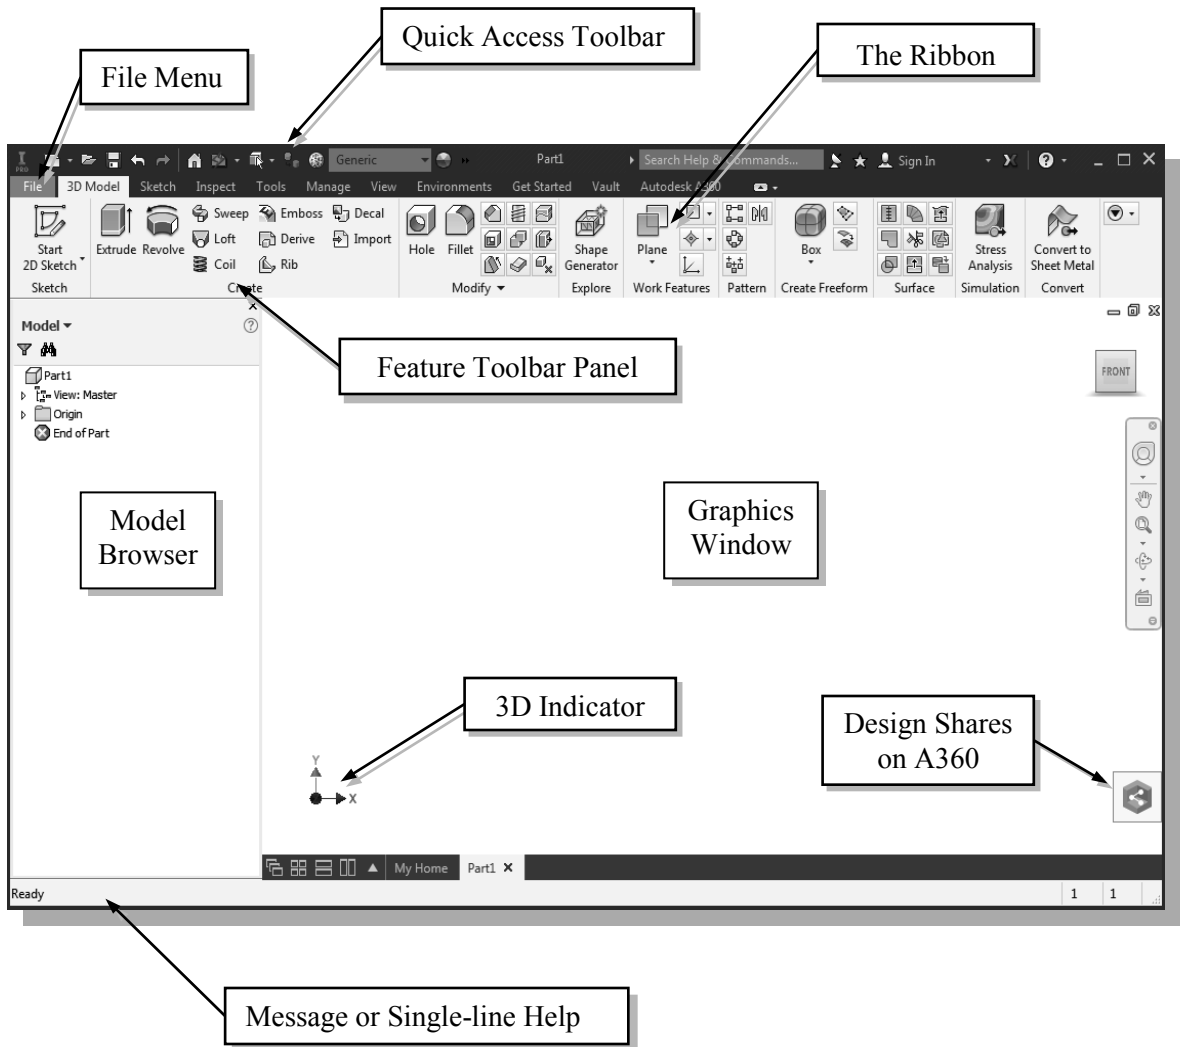 Quick Access Toolbar
The Ribbon
File Menu
I PRO
Generic
Part1
Search Help & Commands...
Sign In
File 3D Model Sketch Inspect Tools Manage View Environments Get Started Vault Autodesk A360
Start 2D Sketch
Extrude Revolve
Sweep Emboss Decal
Loft Derive Import
Coil Rib
Hole Fillet
Shape Generator
Plane
Box
Stress Analysis
Convert to Sheet Metal
Sketch Create Modify Explore Work Features Pattern Create Freeform Surface Simulation Convert
Model
Part1
View: Master
Origin
End of Part
Feature Toolbar Panel
FRONT
Model
Browser
Graphics
Window
3D Indicator
Design Shares
on A360
Y
X
My Home Part1
Ready
1 1
Message or Single-line Help